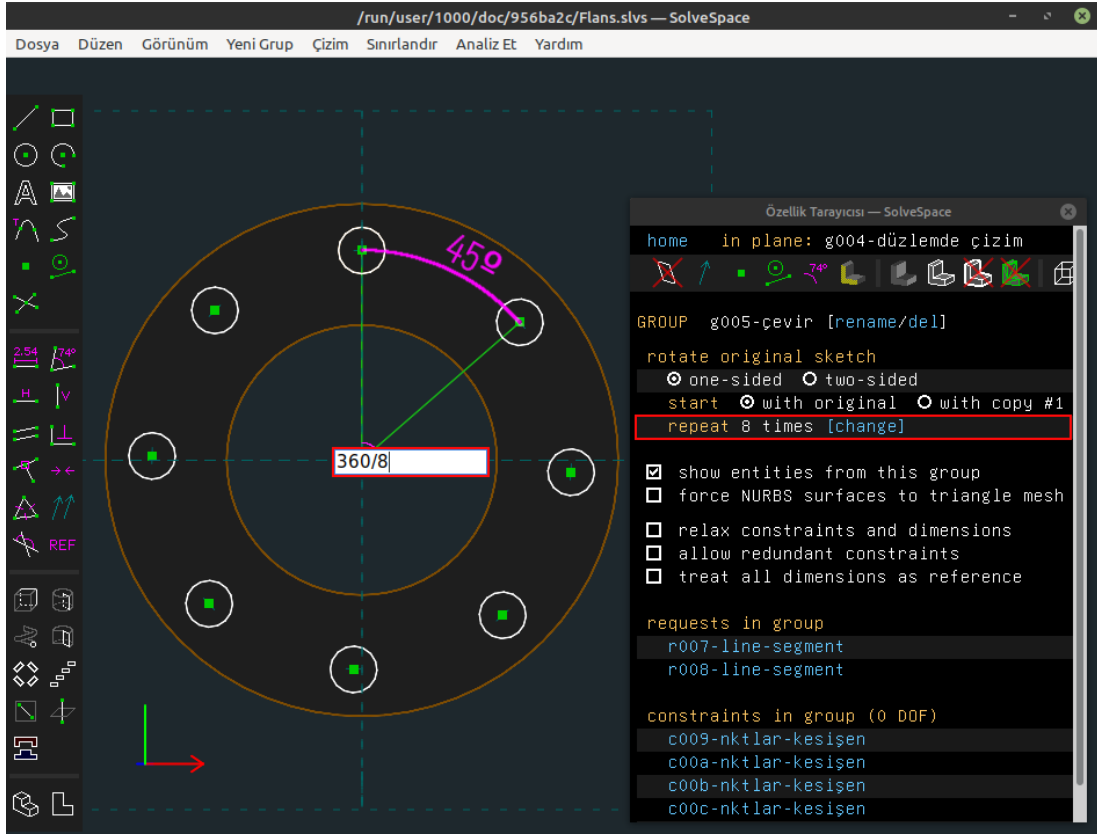 /run/user/1000/doc/956ba2c/Flans.slvs — SolveSpace
Dosya Düzen Görünüm Yeni Grup Çizim Sınırlandır Analiz Et Yardım
T
2.54 74º
H V
REF
45º
360/8
Özellik Tarayıcısı — SolveSpace
home in plane: g004-düzlemde çizim
74º
GROUP g005-çevir [rename/del]
rotate original sketch
one-sided two-sided
start with original with copy #1
repeat 8 times [change]
show entities from this group
force NURBS surfaces to triangle mesh
relax constraints and dimensions
allow redundant constraints
treat all dimensions as reference
requests in group
r007-line-segment
r008-line-segment
constraints in group (0 DOF)
c009-nktlar-kesişen
c00a-nktlar-kesişen
c00b-nktlar-kesişen
c00c-nktlar-kesişen